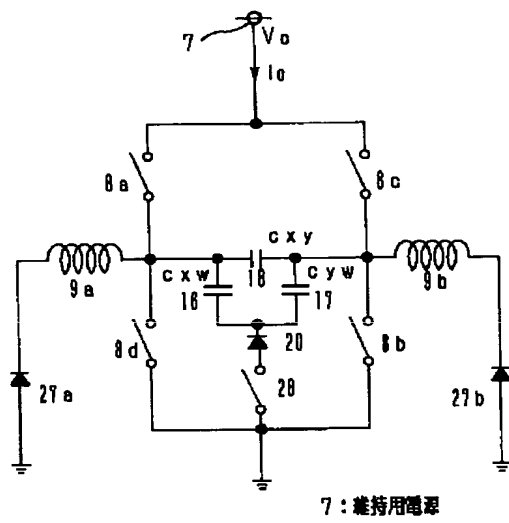 7
Vo
Io
8a
8c
cxy
cxw
18
cyw
9a
9b
16
17
8d
20
8b
28
27a
27b
7：維持用電源